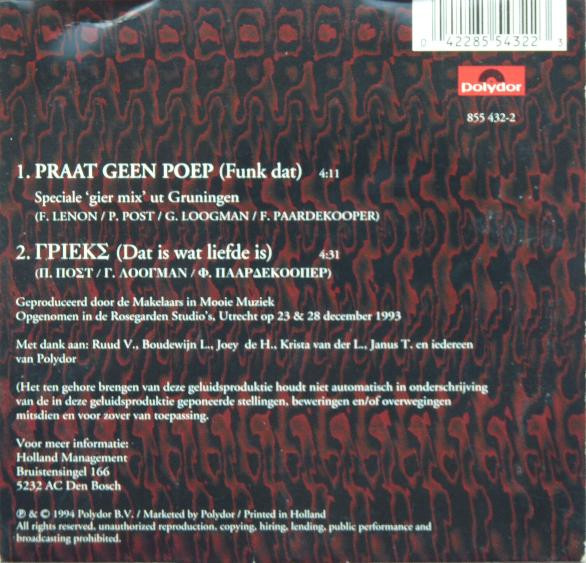 0 42285 54322 3
Polydor
855 432-2
1. PRAAT GEEN POEP (Funk dat) 4:11
Speciale ‘gier mix’ ut Gruningen
(F. LENON / P. POST / G. LOOGMAN / F. PAARDEKOOPER)
2. ΓΡΙΕΚΣ (Dat is wat liefde is) 4:31
(Π. ΠΟΣΤ / Γ. ΛΟΟΓΜΑΝ / Φ. ΠΑΑΡΔΕΚΟΟΠΕΡ)
Geproduceerd door de Makelaars in Mooie Muziek
Opgenomen in de Rosegarden Studio's, Utrecht op 23 & 28 december 1993
Met dank aan: Ruud V., Boudewijn L., Joey de H., Krista van der L., Janus T. en iedereen
van Polydor
(Het ten gehore brengen van deze geluidsproduktie houdt niet automatisch in onderschrijving
van de in deze geluidsproduktie geponeerde stellingen, beweringen en/of overwegingen
mitsdien en voor zover van toepassing.
Voor meer informatie:
Holland Management
Bruistensingel 166
5232 AC Den Bosch
℗ & © 1994 Polydor B.V. / Marketed by Polydor / Printed in Holland
All rights reserved, unauthorized reproduction, copying, hiring, lending, public performance and
broadcasting prohibited.